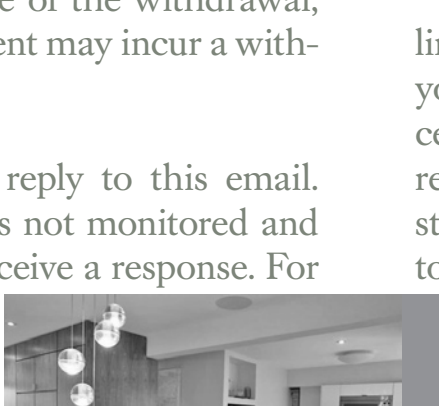 e of the withdrawal,
ent may incur a with-
reply to this email.
s not monitored and
ceive a response. For
lin
yo
ce
re
st
to